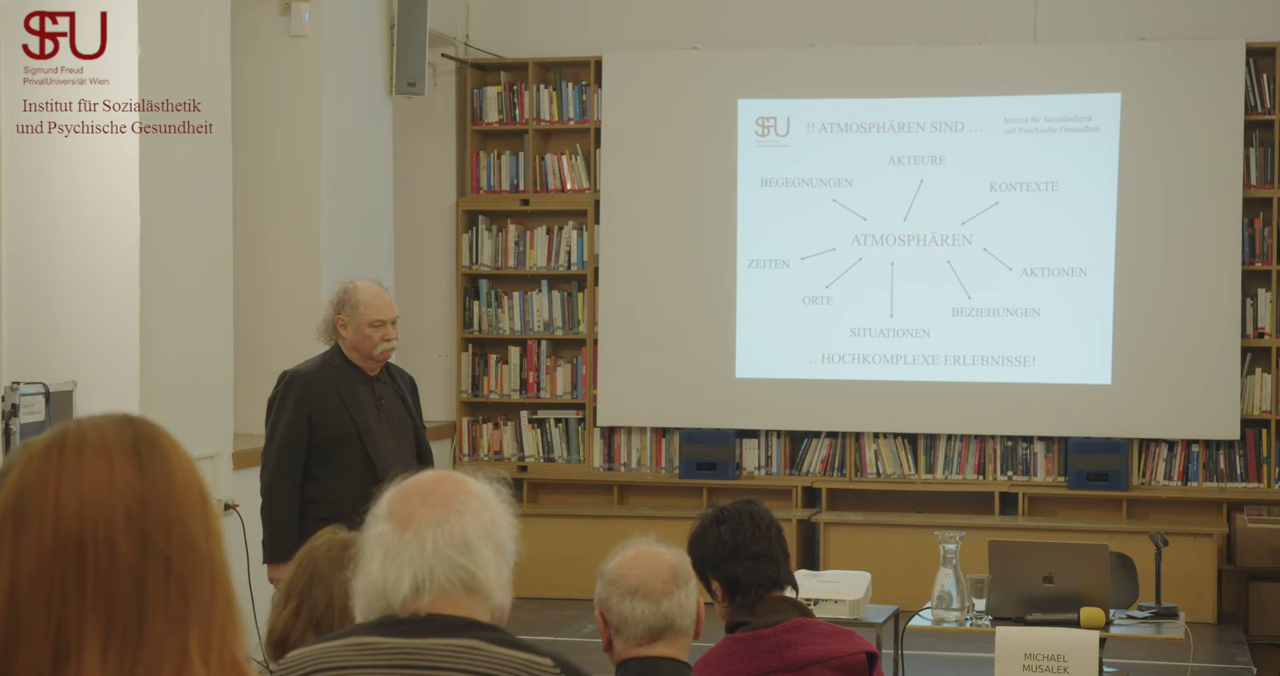 SFU
Sigmund Freud
PrivatUniversität Wien
Institut für Sozialästhetik
und Psychische Gesundheit
SFU
!! ATMOSPHÄREN SIND ...
Institut für Sozialästhetik
und Psychische Gesundheit
AKTEURE
BEGEGNUNGEN
KONTEXTE
ATMOSPHÄREN
ZEITEN
AKTIONEN
ORTE
BEZIEHUNGEN
SITUATIONEN
... HOCHKOMPLEXE ERLEBNISSE!
MICHAEL
MUSALEK